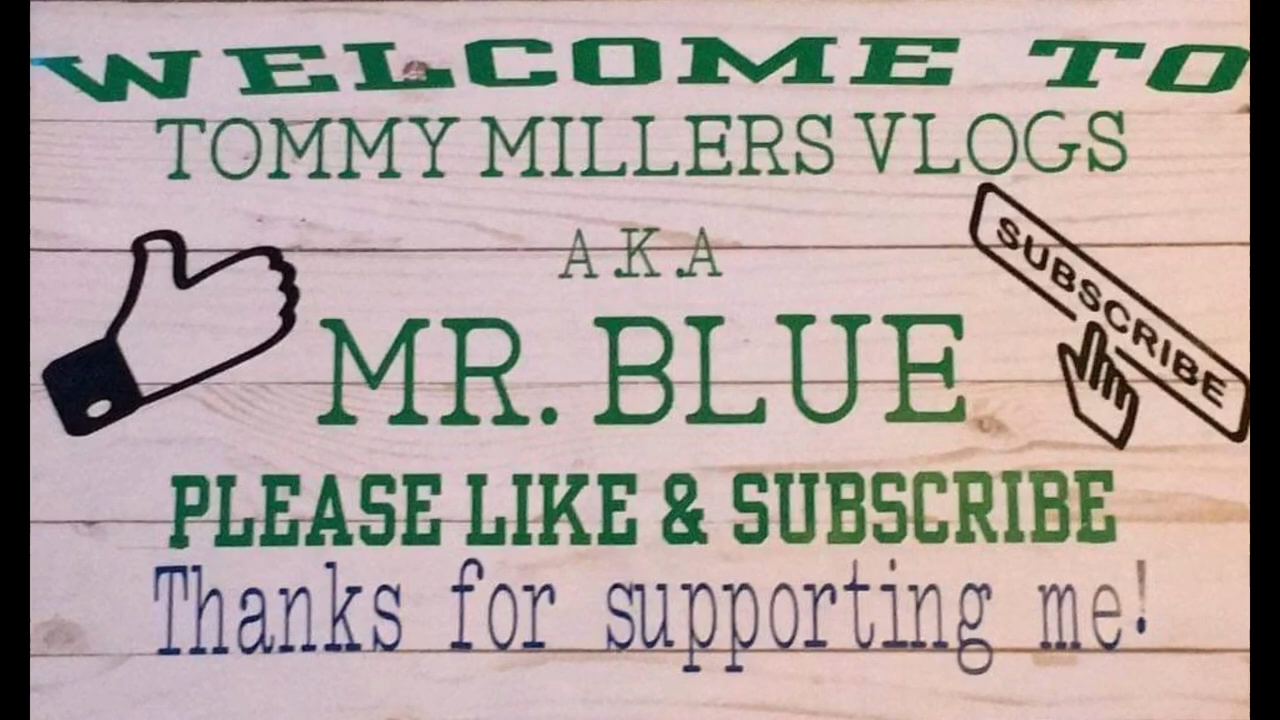 WELCOME TO
TOMMY MILLERS VLOGS
A.K.A
MR. BLUE
SUBSCRIBE
PLEASE LIKE & SUBSCRIBE
Thanks for supporting me!